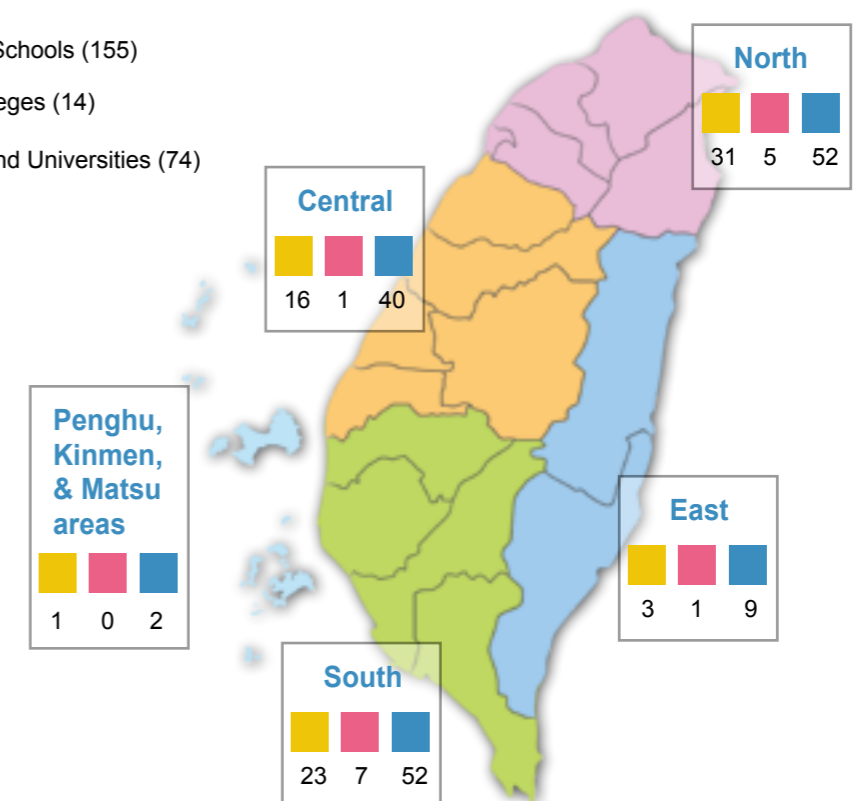 Schools (155)
eges (14)
nd Universities (74)
North
31 5 52
Central
16 1 40
Penghu,
Kinmen,
& Matsu
areas
1 0 2
East
3 1 9
South
23 7 52